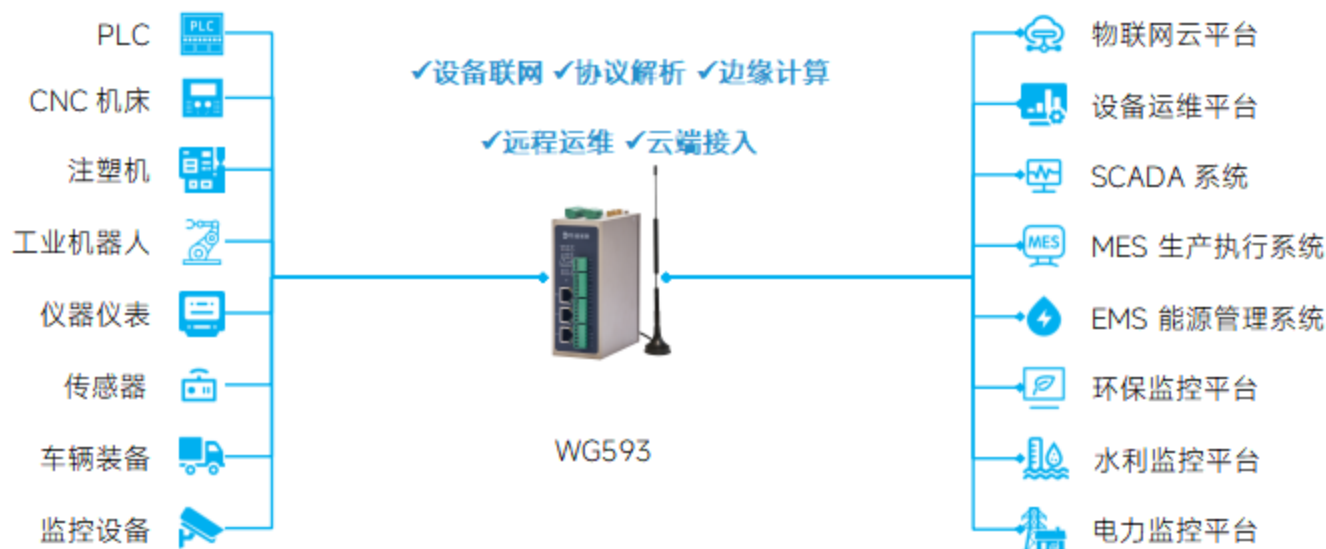 PLC
PLC
CNC 机床
注塑机
工业机器人
仪器仪表
传感器
车辆装备
监控设备
✓设备联网 ✓协议解析 ✓边缘计算
✓远程运维 ✓云端接入
WG593
物联网云平台
设备运维平台
SCADA 系统
MES
MES 生产执行系统
EMS 能源管理系统
环保监控平台
水利监控平台
电力监控平台